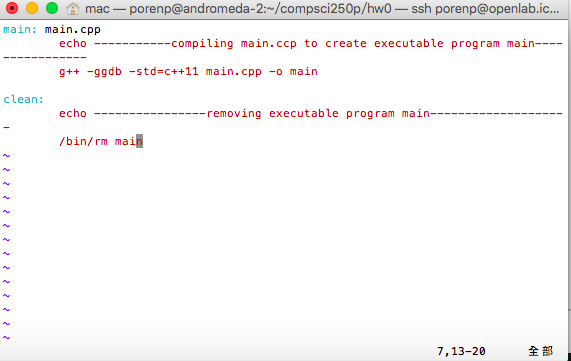 mac — porenp@andromeda-2:~/compsci250p/hw0 — ssh porenp@openlab.ic...
main: main.cpp
echo -----------compiling main.ccp to create executable program main----
---------------
g++ -ggdb -std=c++11 main.cpp -o main
clean:
echo ----------------removing executable program main-------------------
-
/bin/rm main
~
~
~
~
~
~
~
~
~
~
~
~
~
~
7,13-20 全部